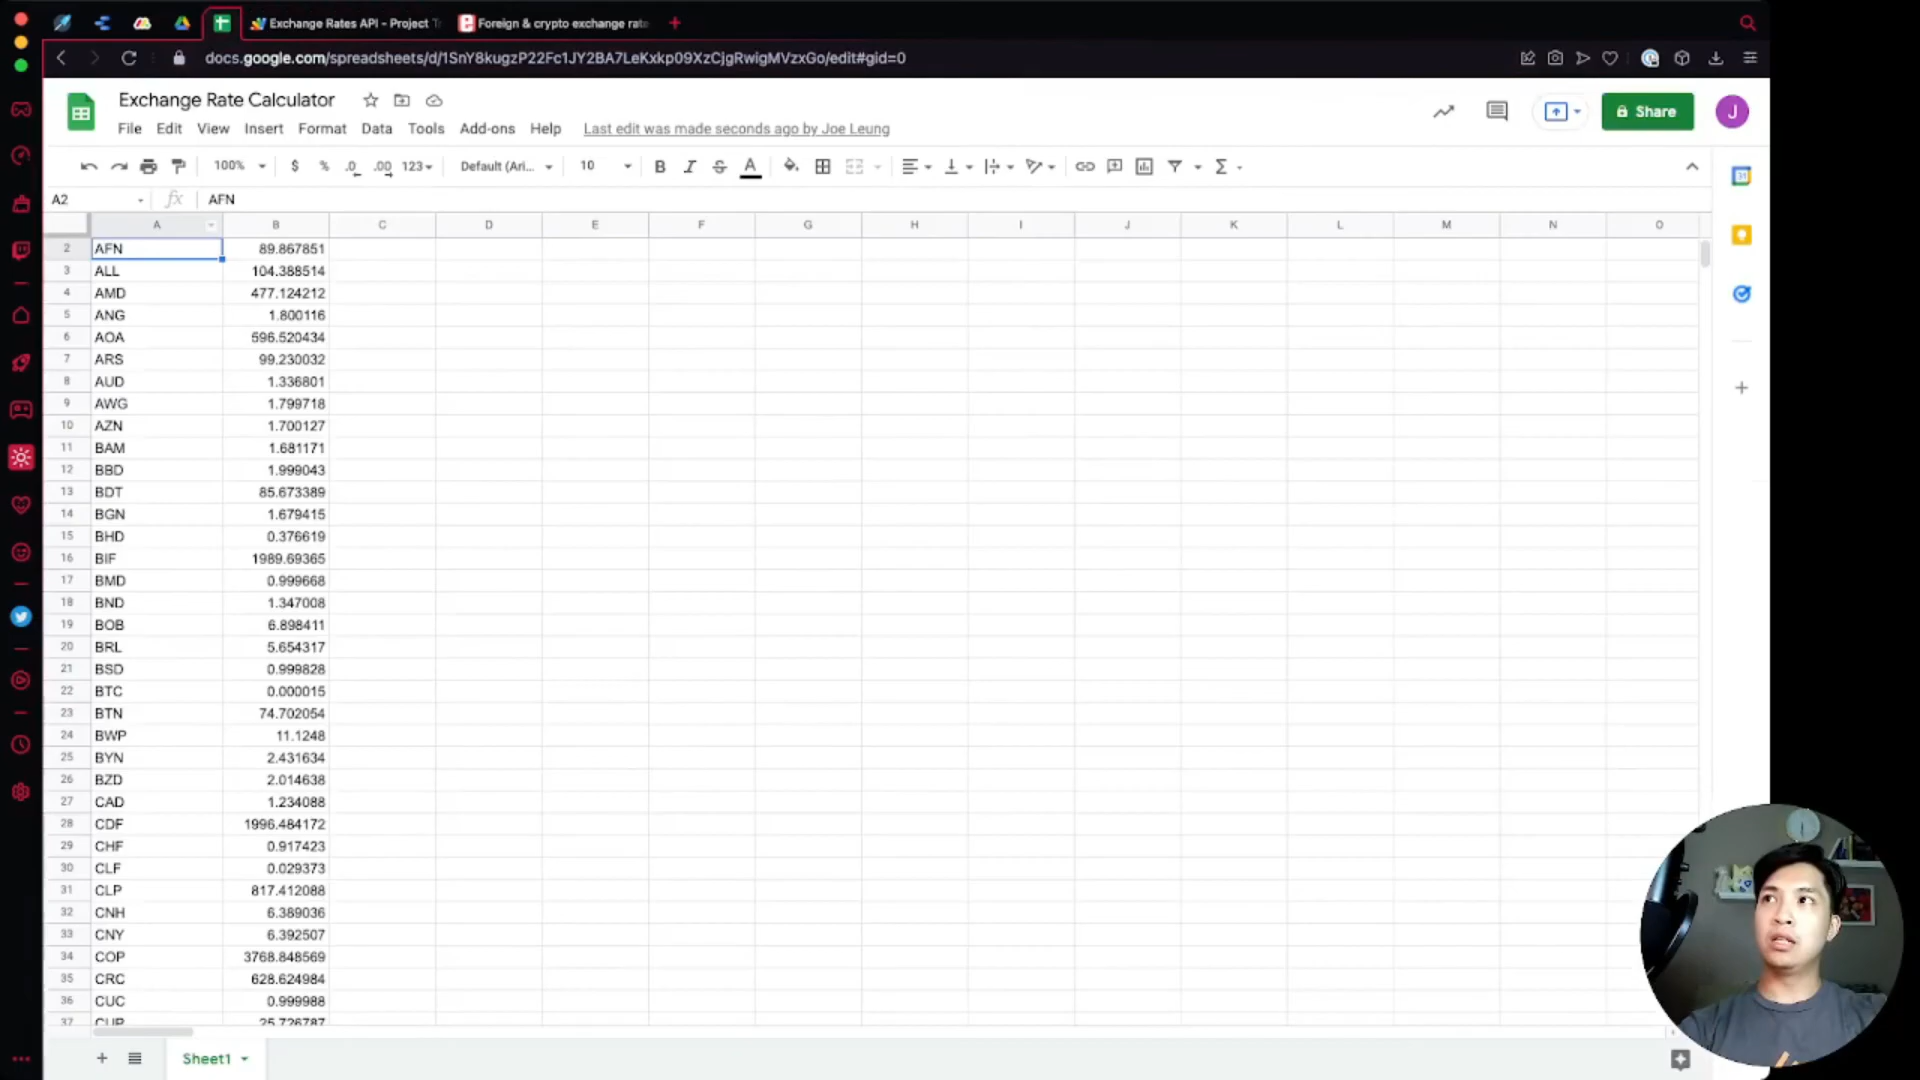 Exchange Rates API - Project Tr
Foreign & crypto exchange rate
docs.google.com/spreadsheets/d/1SnY8kugzP22Fc1JY2BA7LeKxkp09XzCjgRwigMVzxGo/edit#gid=0
Exchange Rate Calculator
Share
J
File Edit View Insert Format Data Tools Add-ons Help Last edit was made seconds ago by Joe Leung
100% $ % .0 .00 123 Default (Ari... 10 B I S A Σ
A2 fx AFN
A B C D E F G H I J K L M N O
2 AFN 89.867851
3 ALL 104.388514
4 AMD 477.124212
5 ANG 1.800116
6 AOA 596.520434
7 ARS 99.230032
8 AUD 1.336801
9 AWG 1.799718
10 AZN 1.700127
11 BAM 1.681171
12 BBD 1.999043
13 BDT 85.673389
14 BGN 1.679415
15 BHD 0.376619
16 BIF 1989.69365
17 BMD 0.999668
18 BND 1.347008
19 BOB 6.898411
20 BRL 5.654317
21 BSD 0.999828
22 BTC 0.000015
23 BTN 74.702054
24 BWP 11.1248
25 BYN 2.431634
26 BZD 2.014638
27 CAD 1.234088
28 CDF 1996.484172
29 CHF 0.917423
30 CLF 0.029373
31 CLP 817.412088
32 CNH 6.389036
33 CNY 6.392507
34 COP 3768.848569
35 CRC 628.624984
36 CUC 0.999988
37 CUP 25.726787
Sheet1